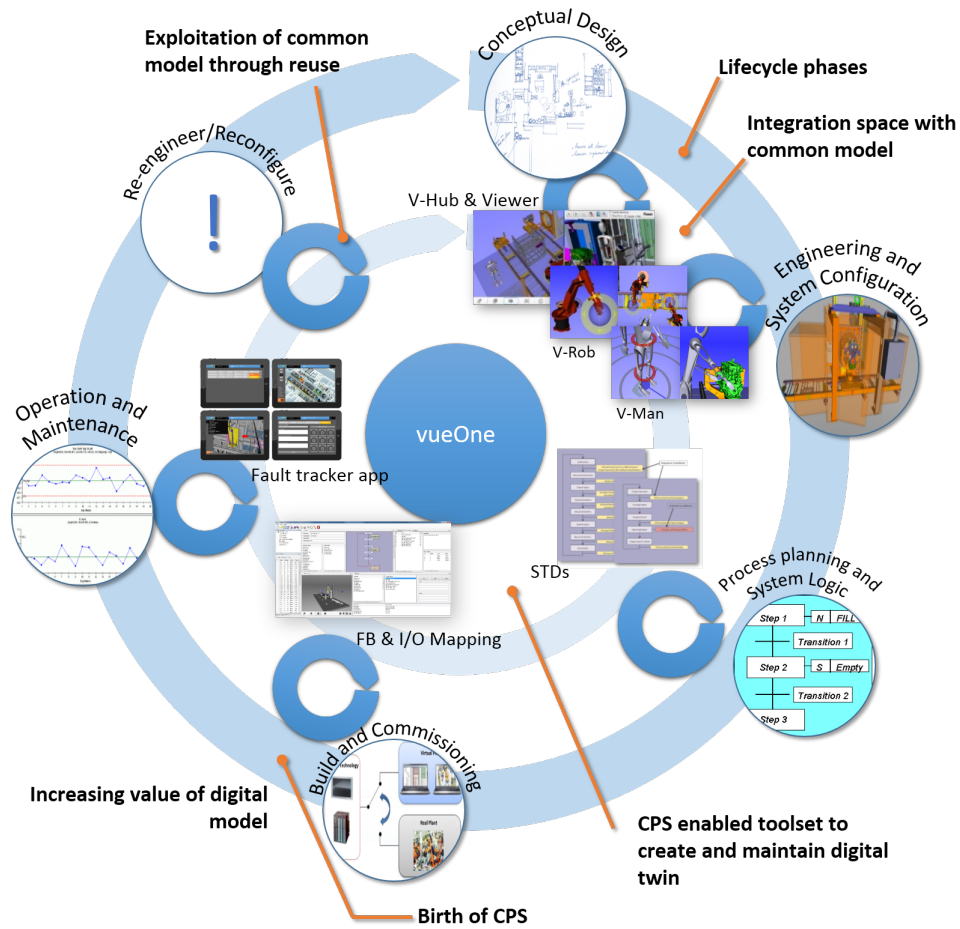 Exploitation of common
model through reuse
Conceptual Design
Lifecycle phases
Integration space with
common model
Re-engineer/Reconfigure
V-Hub & Viewer
Engineering and
System Configuration
V-Rob
V-Man
Operation and
Maintenance
vueOne
Fault tracker app
STDs
Process planning and
System Logic
Step 1
N
FILL
Transition 1
Step 2
S
Empty
Transition 2
Step 3
FB & I/O Mapping
Build and Commissioning
Real Plant
Increasing value of digital
model
CPS enabled toolset to
create and maintain digital
twin
Birth of CPS